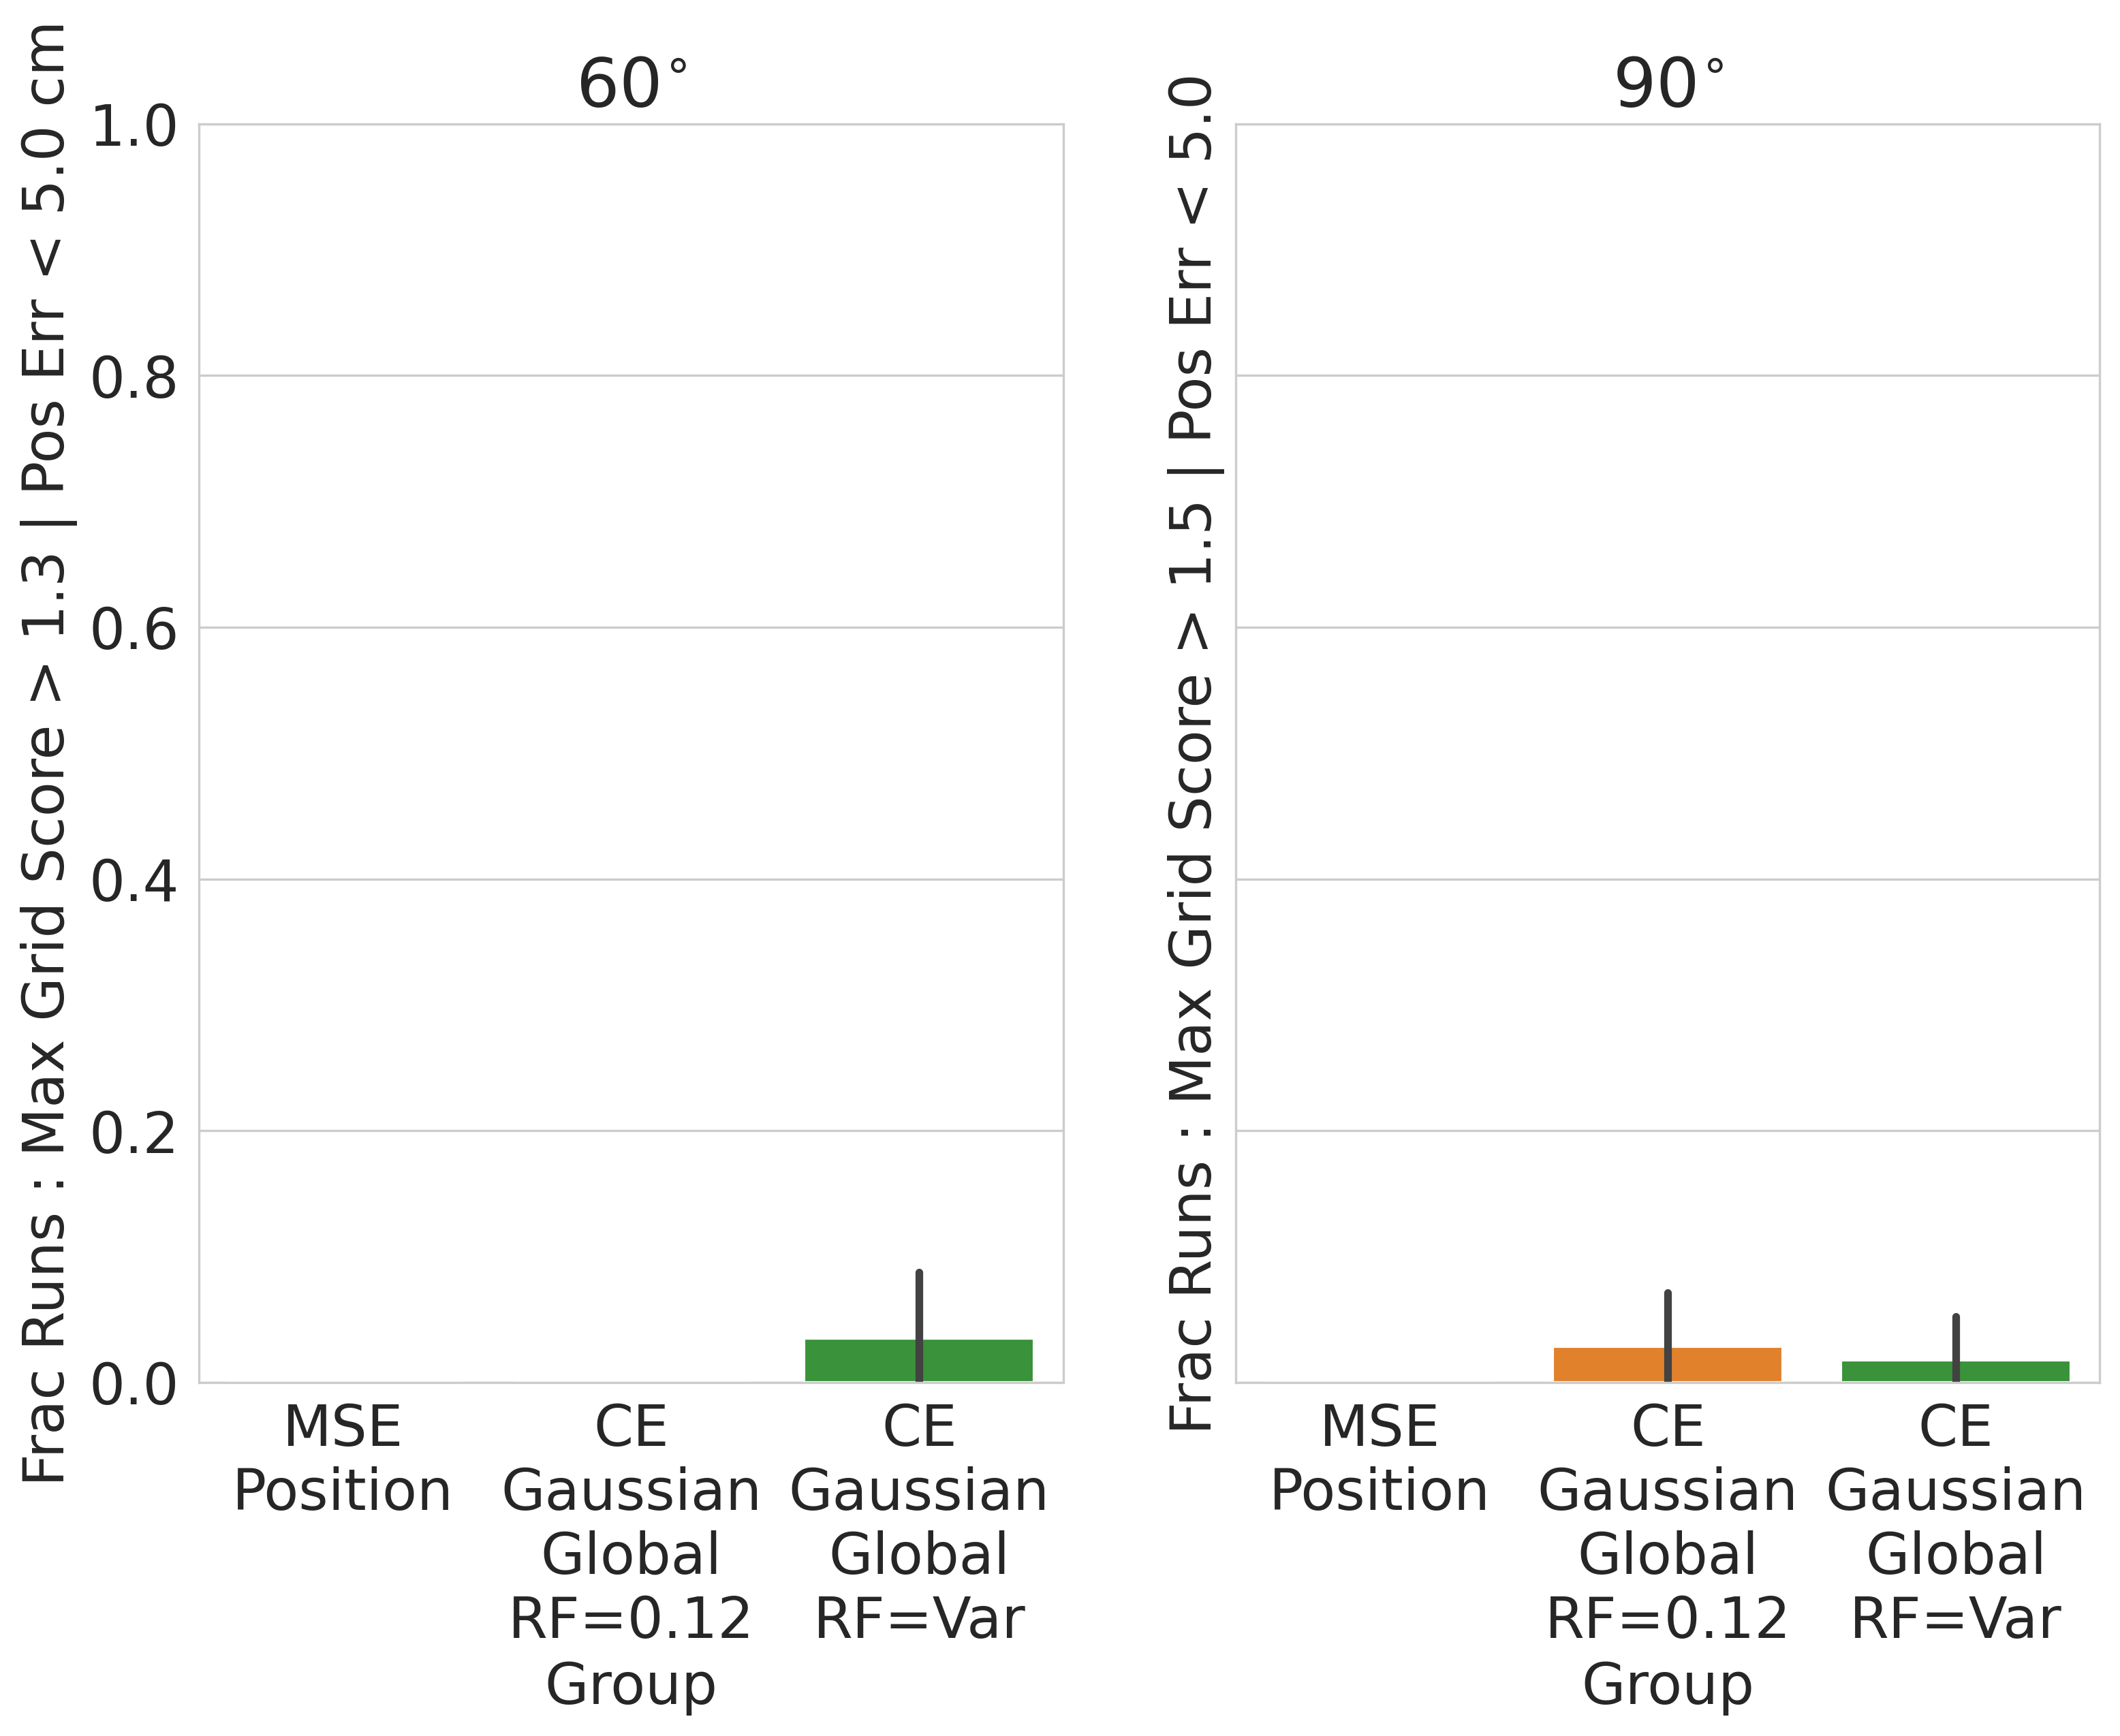 60°
90°
Frac Runs : Max Grid Score > 1.3 | Pos Err < 5.0 cm
1.0
0.8
0.6
0.4
0.2
0.0
MSE
Position
CE
Gaussian
Global
RF=0.12
CE
Gaussian
Global
RF=Var
Group
Frac Runs : Max Grid Score > 1.5 | Pos Err < 5.0
MSE
Position
CE
Gaussian
Global
RF=0.12
CE
Gaussian
Global
RF=Var
Group